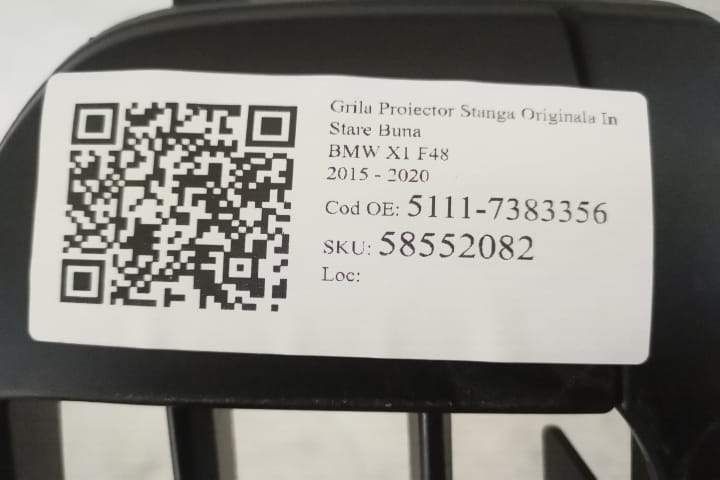 Grila Proiector Stanga Originala In
Stare Buna
BMW X1 F48
2015 - 2020
Cod OE: 5111-7383356
SKU: 58552082
Loc: